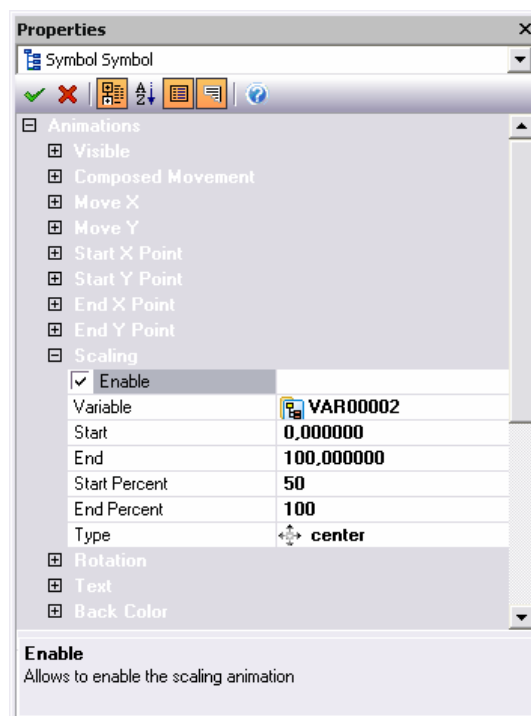 Properties
Symbol Symbol
Animations
Visible
Composed Movement
Move X
Move Y
Start X Point
Start Y Point
End X Point
End Y Point
Scaling
Enable
Variable VAR00002
Start 0,000000
End 100,000000
Start Percent 50
End Percent 100
Type center
Rotation
Text
Back Color
Enable
Allows to enable the scaling animation